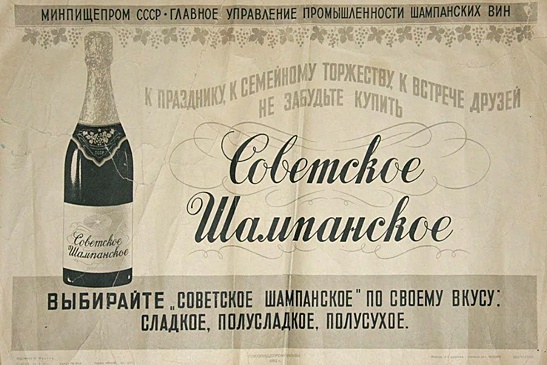 МИНПИЩЕПРОМ СССР · ГЛАВНОЕ УПРАВЛЕНИЕ ПРОМЫШЛЕННОСТИ ШАМПАНСКИХ ВИН
К ПРАЗДНИКУ, К СЕМЕЙНОМУ ТОРЖЕСТВУ, К ВСТРЕЧЕ ДРУЗЕЙ
НЕ ЗАБУДЬТЕ КУПИТЬ
Советское
Шампанское
Советское
Шампанское
ВЫБИРАЙТЕ „СОВЕТСКОЕ ШАМПАНСКОЕ" ПО СВОЕМУ ВКУСУ:
СЛАДКОЕ, ПОЛУСЛАДКОЕ, ПОЛУСУХОЕ.